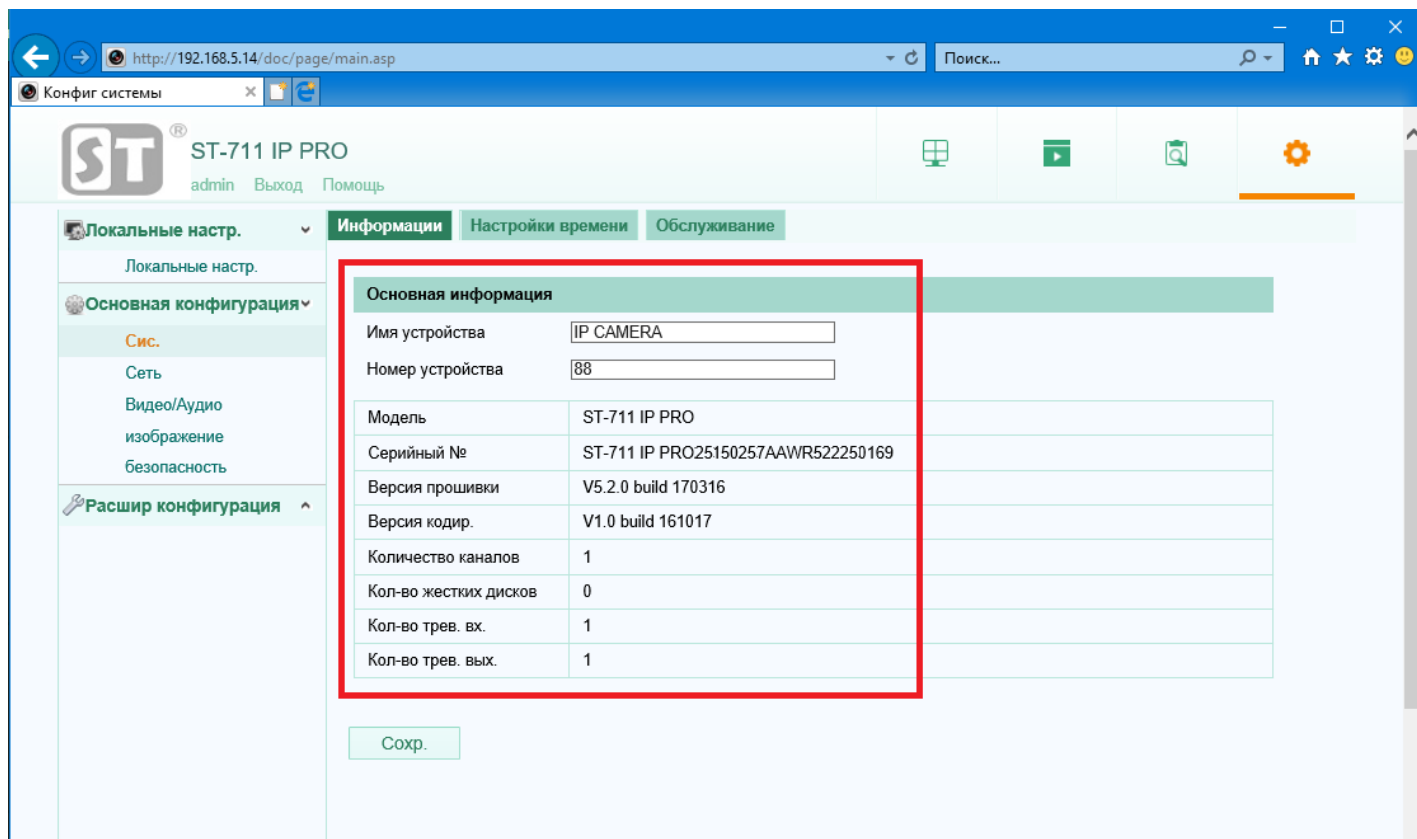 http://192.168.5.14/doc/page/main.asp Поиск...
Конфиг системы
ST ® ST-711 IP PRO
admin Выход Помощь
Локальные настр.
Локальные настр.
Основная конфигурация
Сис.
Сеть
Видео/Аудио
изображение
безопасность
Расшир конфигурация
Информации Настройки времени Обслуживание
Основная информация
Имя устройства IP CAMERA
Номер устройства 88
Модель ST-711 IP PRO
Серийный № ST-711 IP PRO25150257AAWR522250169
Версия прошивки V5.2.0 build 170316
Версия кодир. V1.0 build 161017
Количество каналов 1
Кол-во жестких дисков 0
Кол-во трев. вх. 1
Кол-во трев. вых. 1
Сохр.